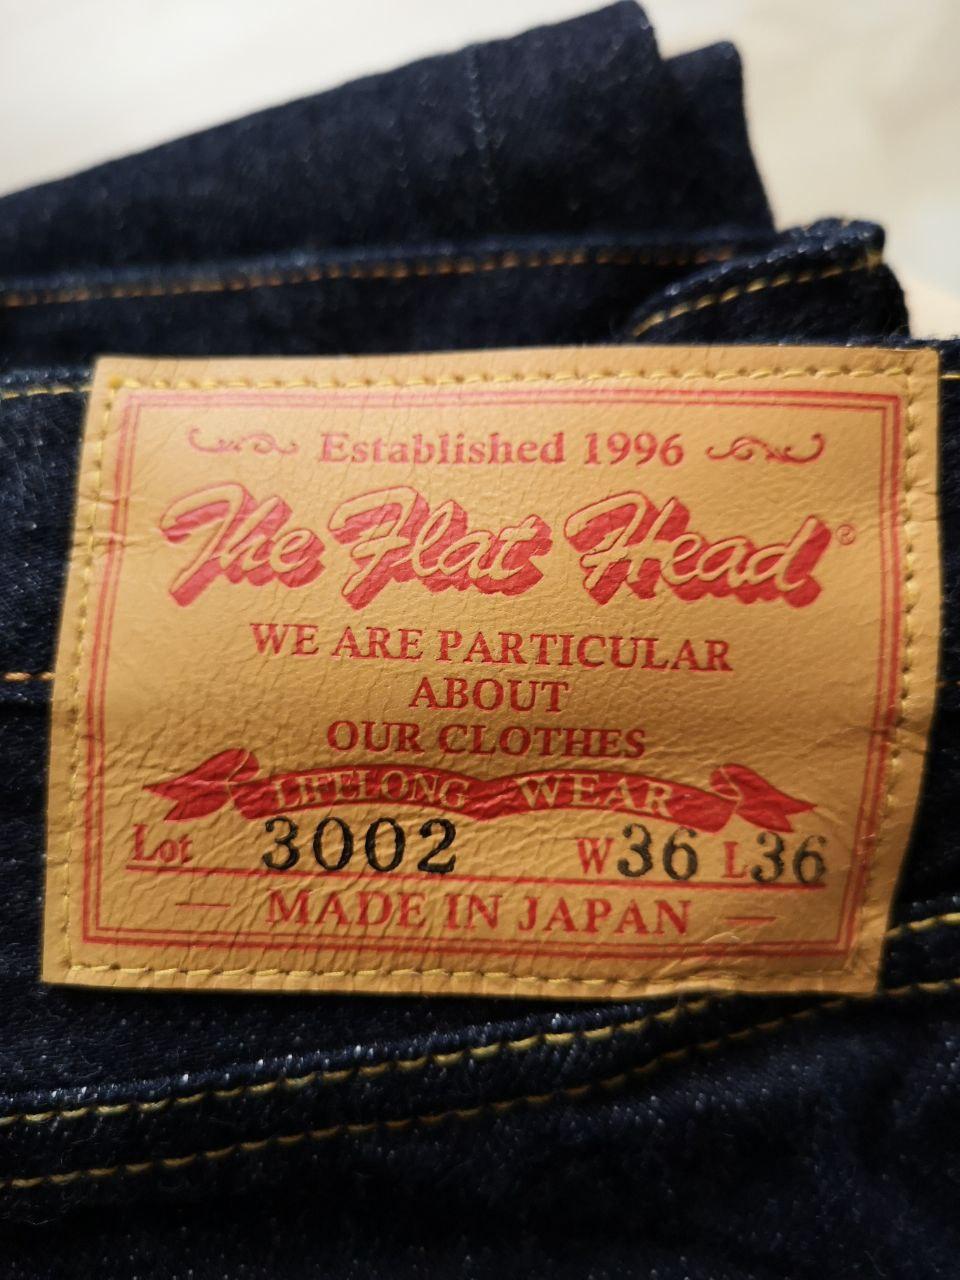 Established 1996
The Flat Head®
WE ARE PARTICULAR
ABOUT
OUR CLOTHES
LIFELONG WEAR
Lot 3002 W36 L36
MADE IN JAPAN